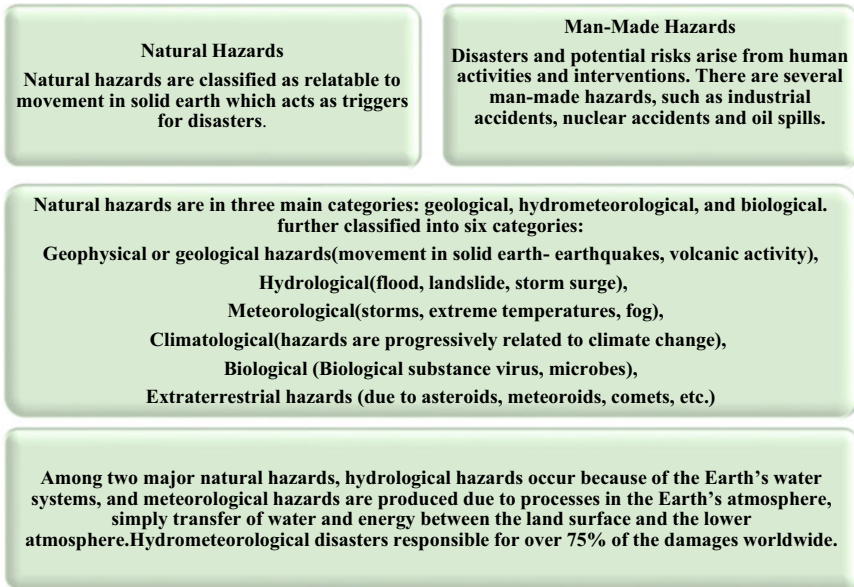 Natural Hazards
Natural hazards are classified as relatable to
movement in solid earth which acts as triggers
for disasters.
Man-Made Hazards
Disasters and potential risks arise from human
activities and interventions. There are several
man-made hazards, such as industrial
accidents, nuclear accidents and oil spills.
Natural hazards are in three main categories: geological, hydrometeorological, and biological.
further classified into six categories:
Geophysical or geological hazards(movement in solid earth- earthquakes, volcanic activity),
Hydrological(flood, landslide, storm surge),
Meteorological(storms, extreme temperatures, fog),
Climatological(hazards are progressively related to climate change),
Biological (Biological substance virus, microbes),
Extraterrestrial hazards (due to asteroids, meteoroids, comets, etc.)
Among two major natural hazards, hydrological hazards occur because of the Earth’s water
systems, and meteorological hazards are produced due to processes in the Earth’s atmosphere,
simply transfer of water and energy between the land surface and the lower
atmosphere.Hydrometeorological disasters responsible for over 75% of the damages worldwide.